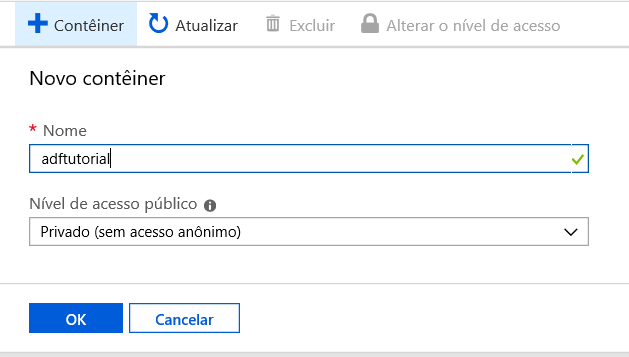 Contêiner Atualizar Excluir Alterar o nível de acesso
Novo contêiner
* Nome
adftutorial
Nível de acesso público
Privado (sem acesso anônimo)
OK Cancelar